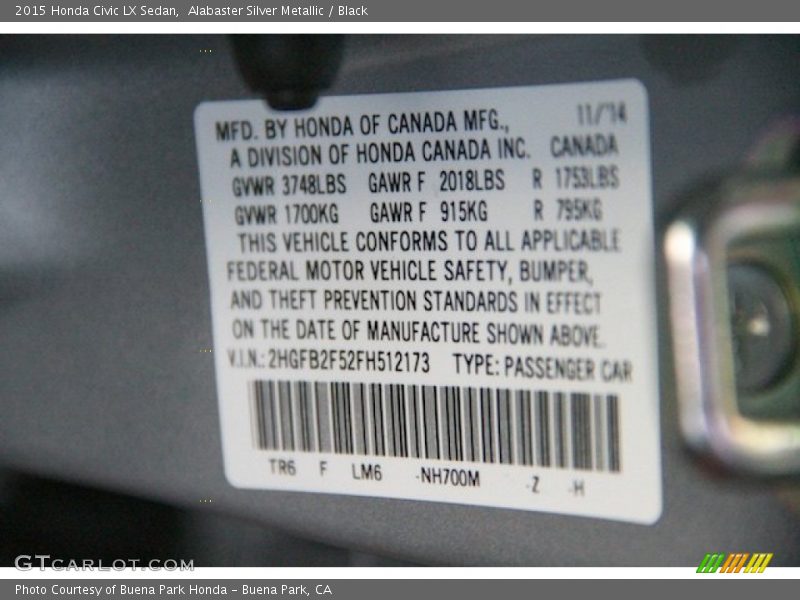 2015 Honda Civic LX Sedan, Alabaster Silver Metallic / Black
11/14
MFD. BY HONDA OF CANADA MFG.,
A DIVISION OF HONDA CANADA INC. CANADA
GVWR 3748LBS GAWR F 2018LBS R 1753LBS
GVWR 1700KG GAWR F 915KG R 795KG
THIS VEHICLE CONFORMS TO ALL APPLICABLE
FEDERAL MOTOR VEHICLE SAFETY, BUMPER,
AND THEFT PREVENTION STANDARDS IN EFFECT
ON THE DATE OF MANUFACTURE SHOWN ABOVE.
V.I.N.: 2HGFB2F52FH512173 TYPE: PASSENGER CAR
TR6 F LM6 -NH700M -Z -H
GTCARLOT.COM
Photo Courtesy of Buena Park Honda - Buena Park, CA